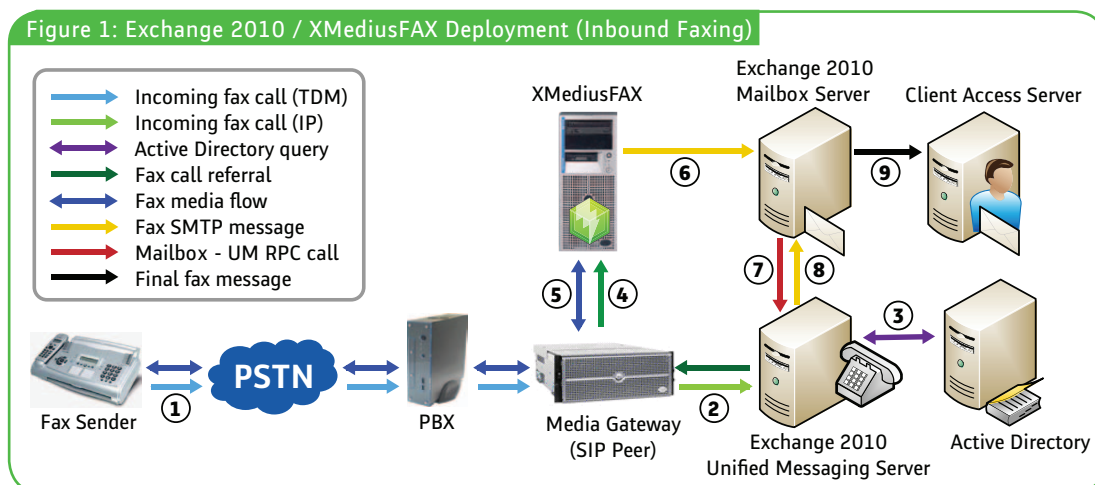 Figure 1: Exchange 2010 / XMediusFAX Deployment (Inbound Faxing)
Incoming fax call (TDM)
Incoming fax call (IP)
Active Directory query
Fax call referral
Fax media flow
Fax SMTP message
Mailbox - UM RPC call
Final fax message
XMediusFAX
Exchange 2010
Mailbox Server
Client Access Server
6
9
5
4
7
8
3
PSTN
1
2
Fax Sender
PBX
Media Gateway
(SIP Peer)
Exchange 2010
Unified Messaging Server
Active Directory